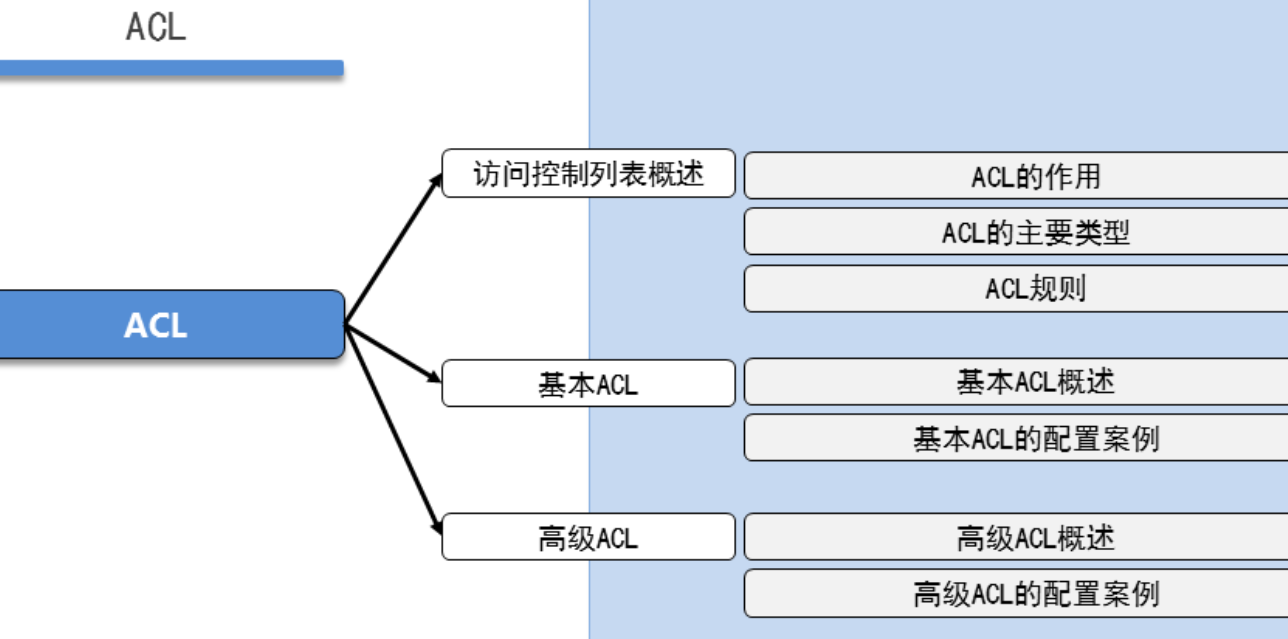 ACL
ACL
访问控制列表概述
ACL的作用
ACL的主要类型
ACL规则
基本ACL
基本ACL概述
基本ACL的配置案例
高级ACL
高级ACL概述
高级ACL的配置案例